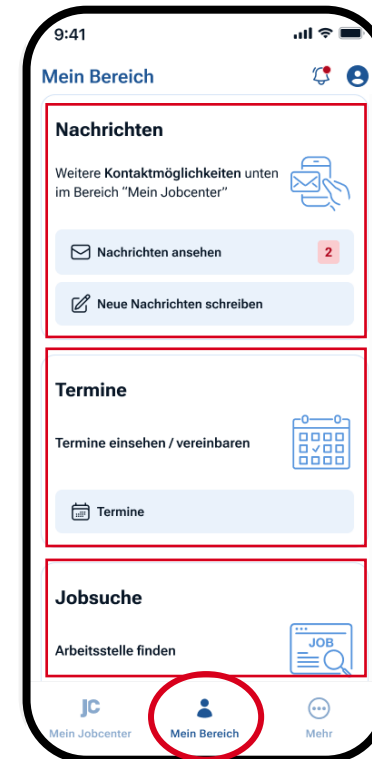 9:41
Mein Bereich
Nachrichten
Weitere Kontaktmöglichkeiten unten
im Bereich "Mein Jobcenter"
Nachrichten ansehen 2
Neue Nachrichten schreiben
Termine
Termine einsehen / vereinbaren
Termine
Jobsuche
Arbeitsstelle finden
JOB
JC
Mein Jobcenter Mein Bereich Mehr